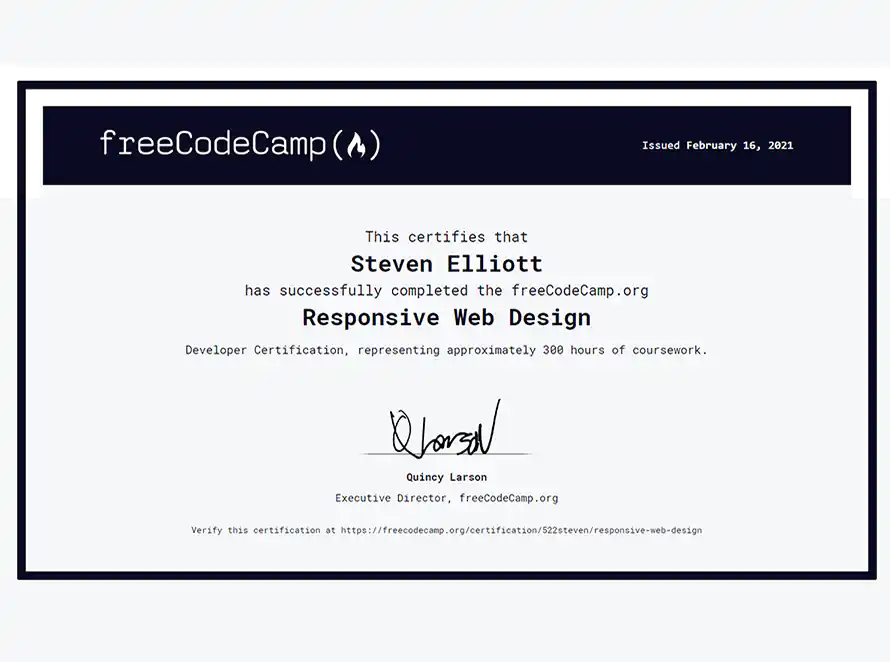 freeCodeCamp(🔥)
Issued February 16, 2021
This certifies that
Steven Elliott
has successfully completed the freeCodeCamp.org
Responsive Web Design
Developer Certification, representing approximately 300 hours of coursework.
Q Larson
Quincy Larson
Executive Director, freeCodeCamp.org
Verify this certification at https://freecodecamp.org/certification/522steven/responsive-web-design